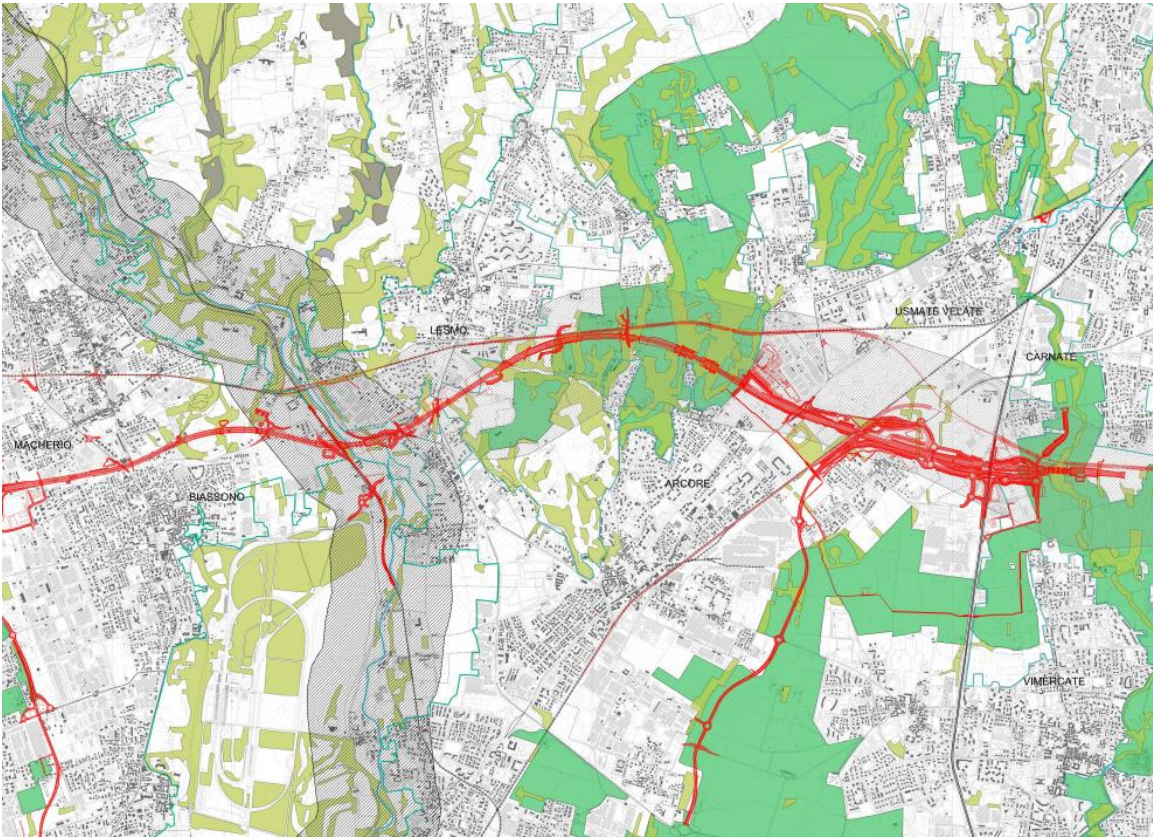 USMATE VELATE
LESMO
CARNATE
MACHERIO
ARCORE
BIASSONO
VIMERCATE